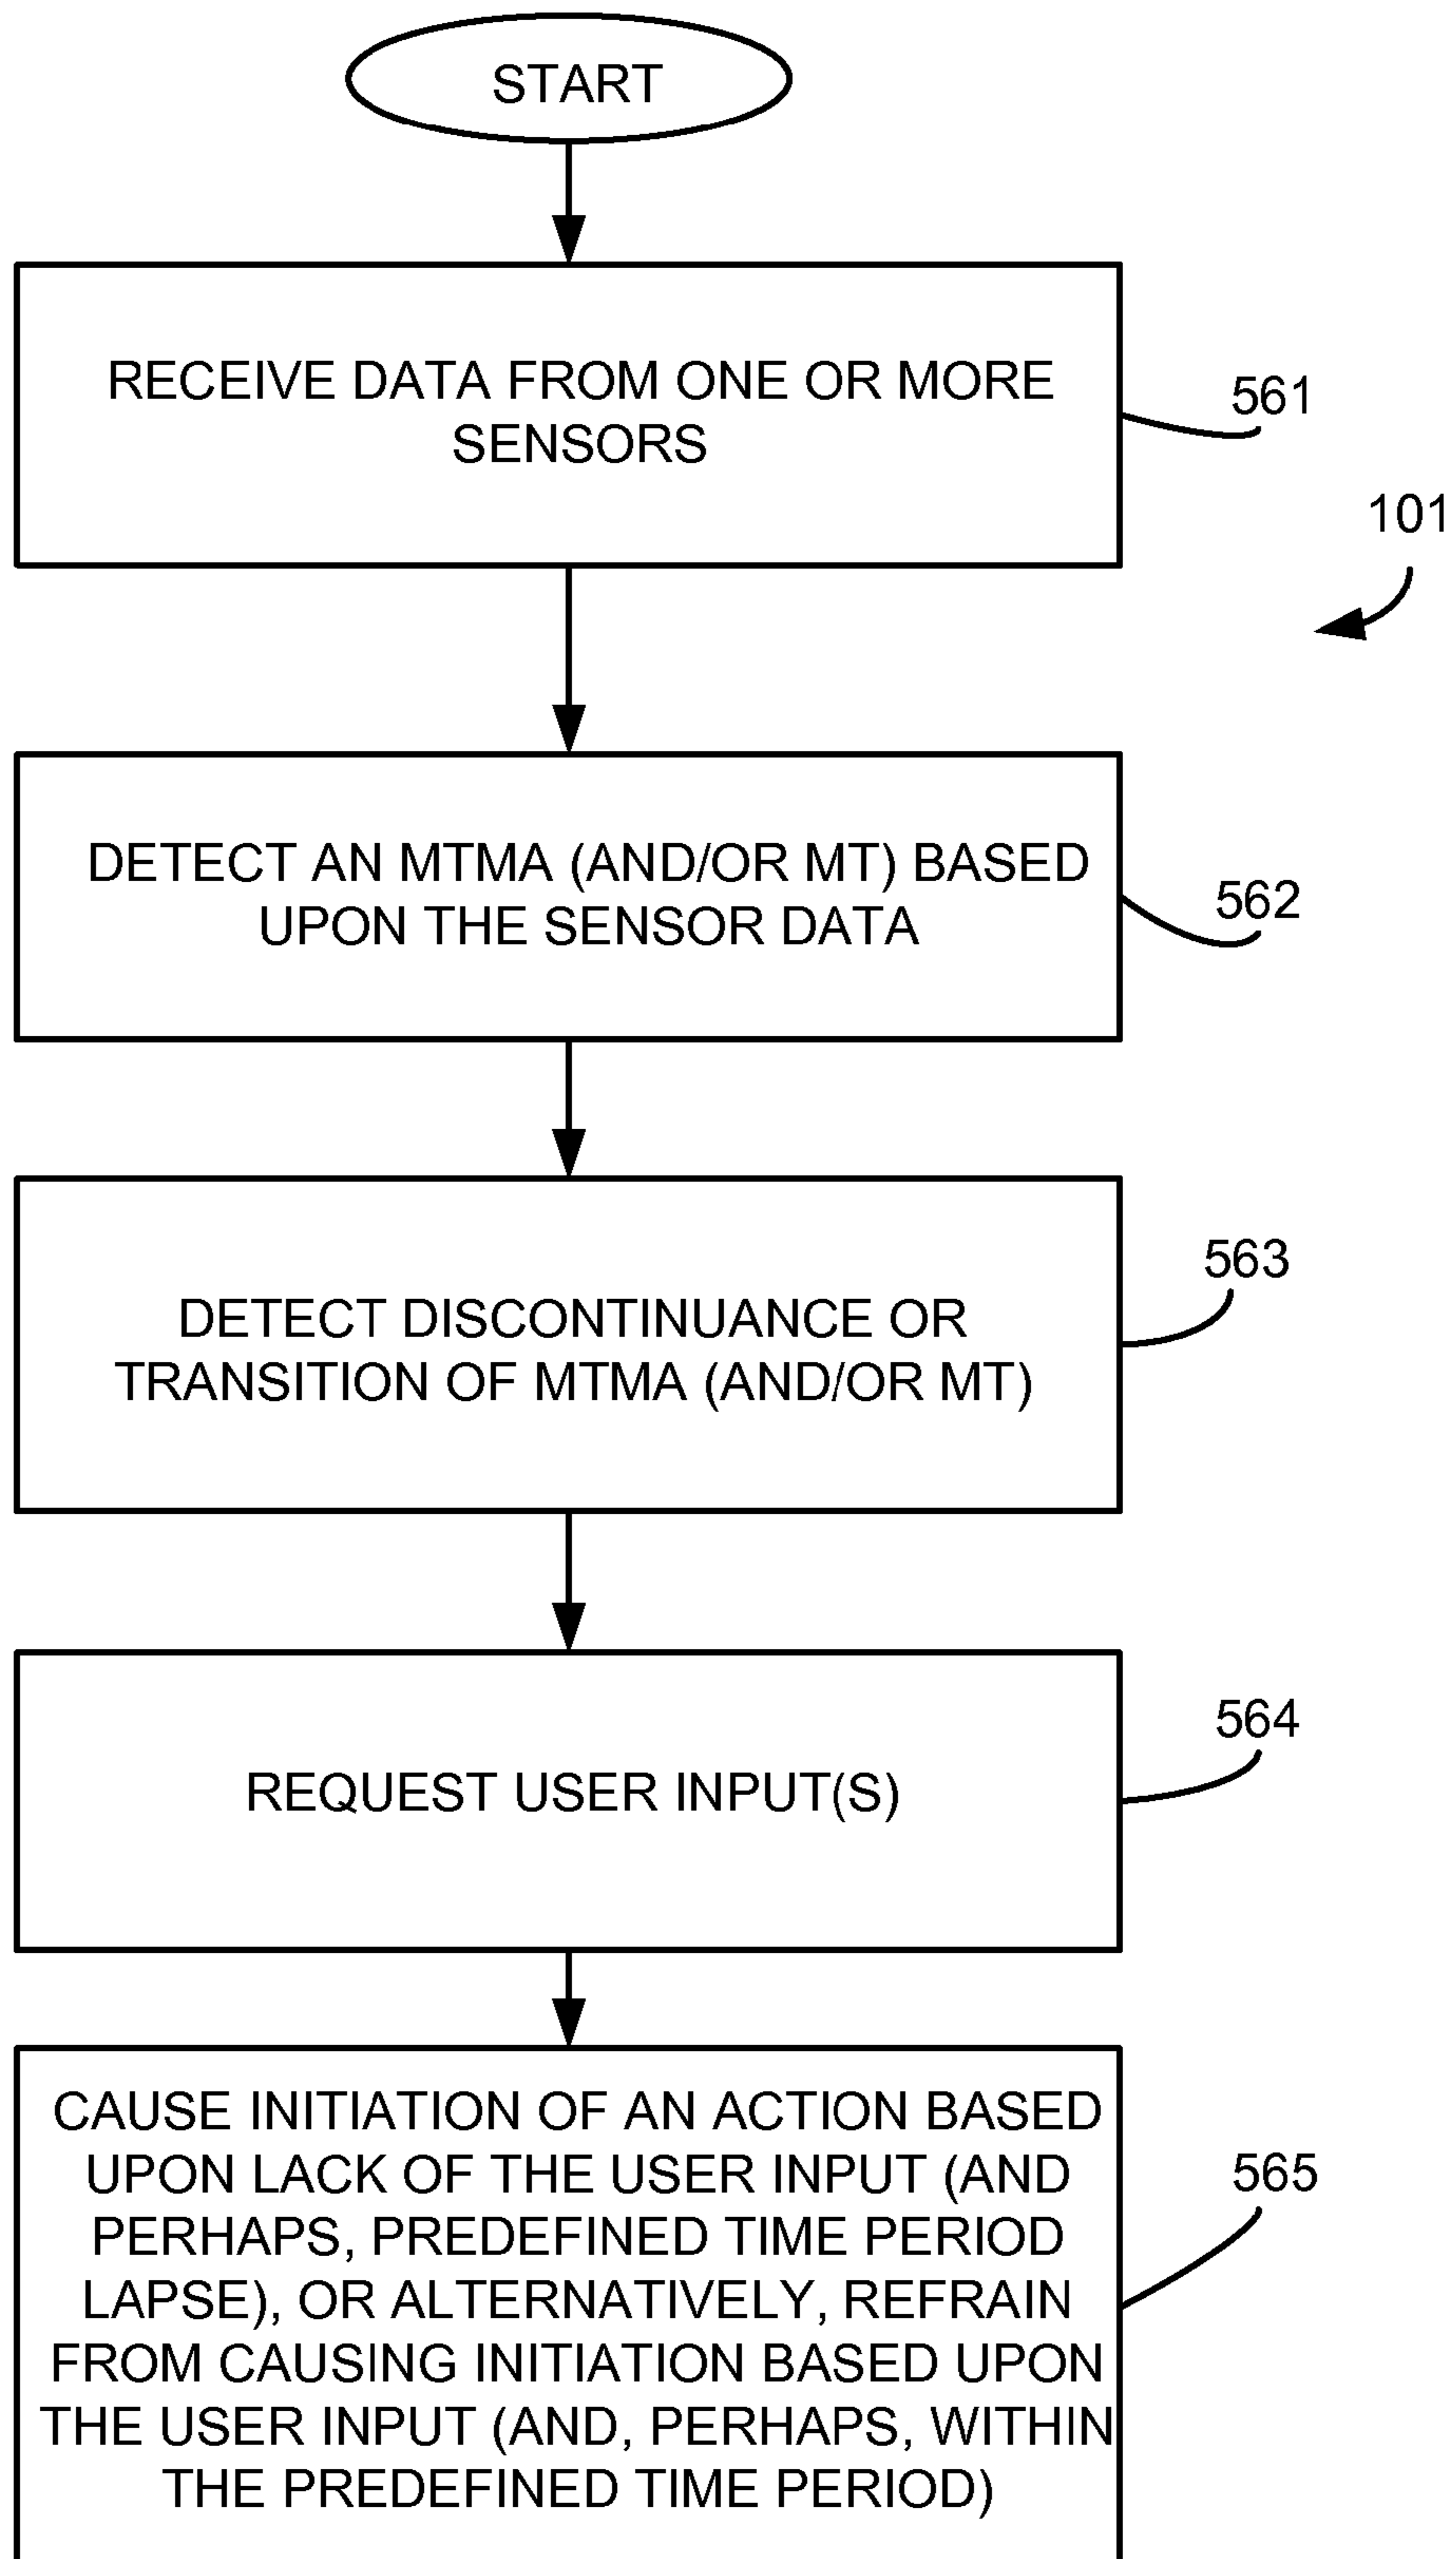 START
RECEIVE DATA FROM ONE OR MORE
SENSORS
561
101
DETECT AN MTMA (AND/OR MT) BASED
UPON THE SENSOR DATA
562
DETECT DISCONTINUANCE OR
TRANSITION OF MTMA (AND/OR MT)
563
REQUEST USER INPUT(S)
564
CAUSE INITIATION OF AN ACTION BASED
UPON LACK OF THE USER INPUT (AND
PERHAPS, PREDEFINED TIME PERIOD
LAPSE), OR ALTERNATIVELY, REFRAIN
FROM CAUSING INITIATION BASED UPON
THE USER INPUT (AND, PERHAPS, WITHIN
THE PREDEFINED TIME PERIOD)
565